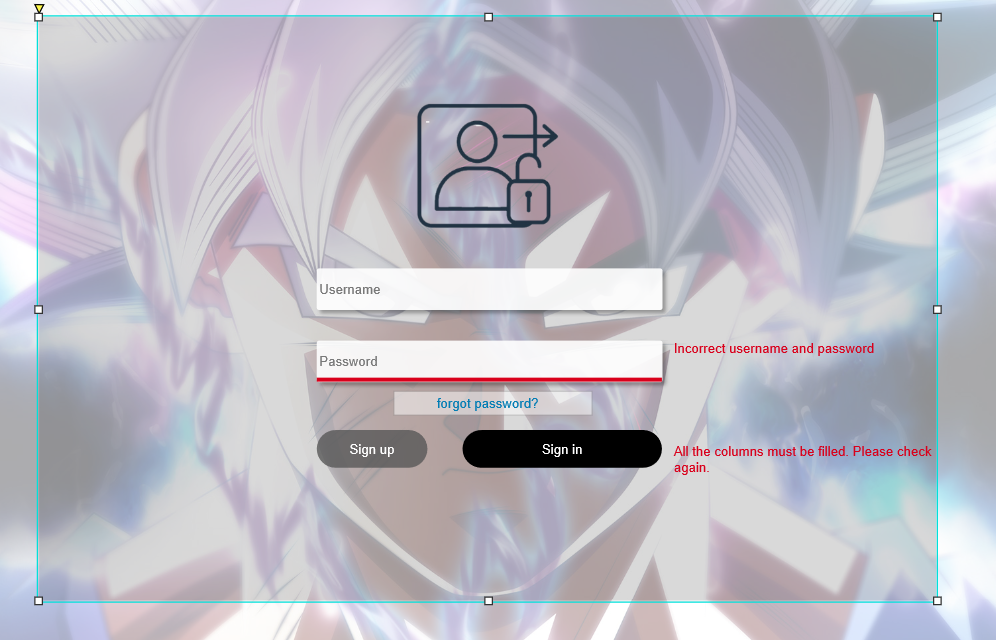 Username
Password
Incorrect username and password
forgot password?
Sign up
Sign in
All the columns must be filled. Please check
again.